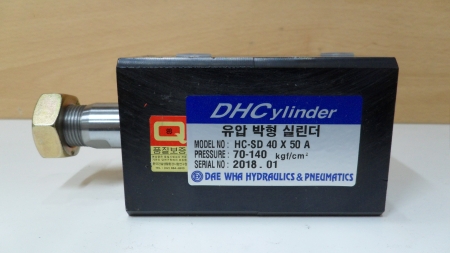 DHCylinder
유압 박형 실린더
MODEL NO: HC-SD 40 X 50 A
PRESSURE: 70-140 kgf/cm²
SERIAL NO: 2018. 01
DAE WHA HYDRAULICS & PNEUMATICS
Q
품질보증